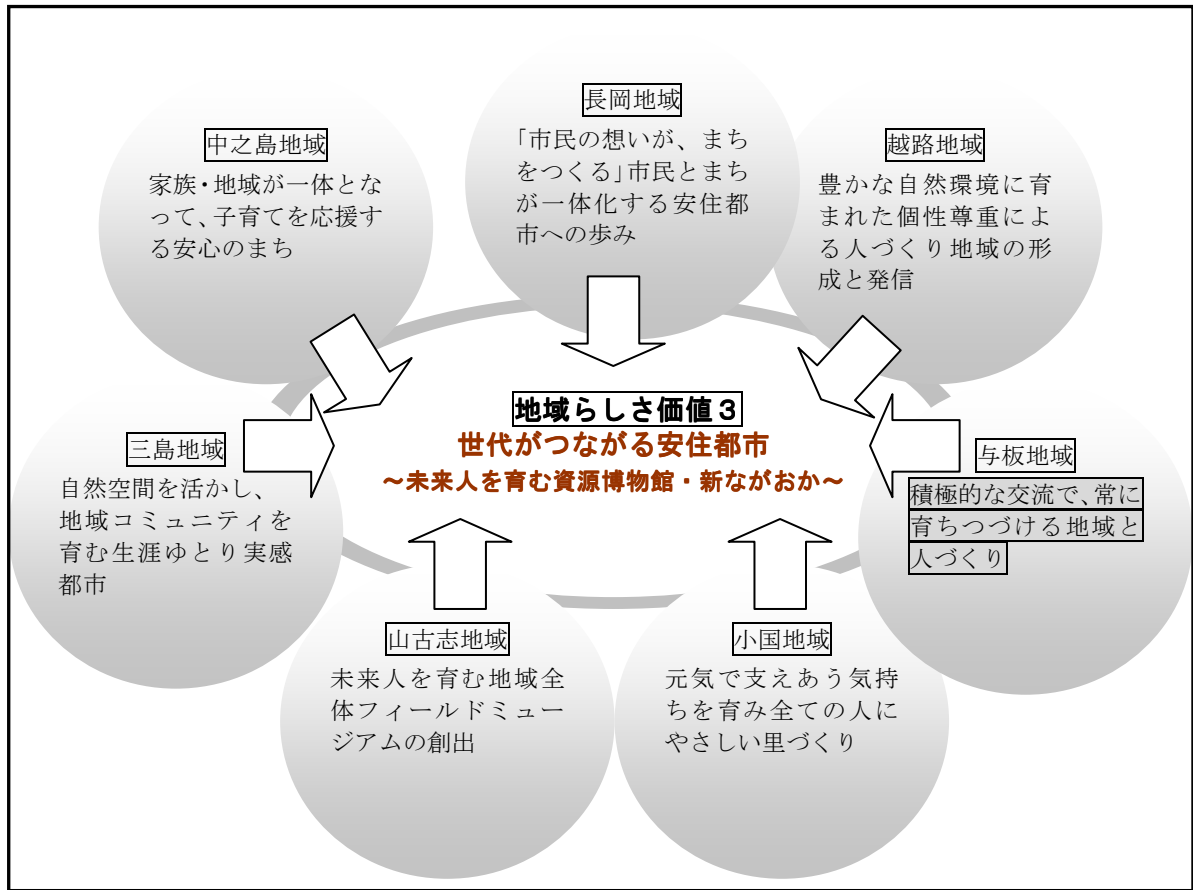 長岡地域
「市民の想いが、まち
をつくる」市民とまち
が一体化する安住都
市への歩み
中之島地域
家族・地域が一体とな
って、子育てを応援す
る安心のまち
越路地域
豊かな自然環境に育
まれた個性尊重によ
る人づくり地域の形
成と発信
地域らしさ価値３
世代がつながる安住都市
～未来人を育む資源博物館・新ながおか～
三島地域
自然空間を活かし、
地域コミュニティを
育む生涯ゆとり実感
都市
与板地域
積極的な交流で、常に
育ちつづける地域と
人づくり
山古志地域
未来人を育む地域全
体フィールドミュー
ジアムの創出
小国地域
元気で支えあう気持
ちを育み全ての人に
やさしい里づくり